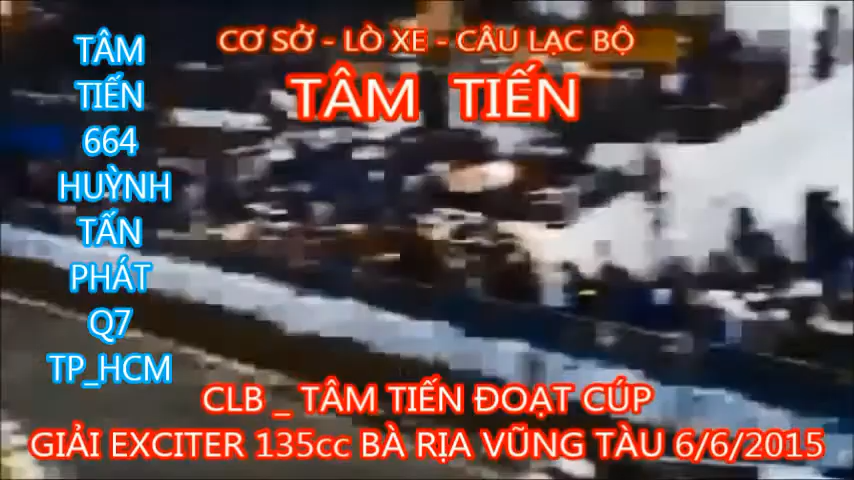 CƠ SỞ - LÒ XE - CÂU LẠC BỘ
TÂM TIẾN
TÂM
TIẾN
664
HUỲNH
TẤN
PHÁT
Q7
TP_HCM
CLB _ TÂM TIẾN ĐOẠT CÚP
GIẢI EXCITER 135cc BÀ RỊA VŨNG TÀU 6/6/2015